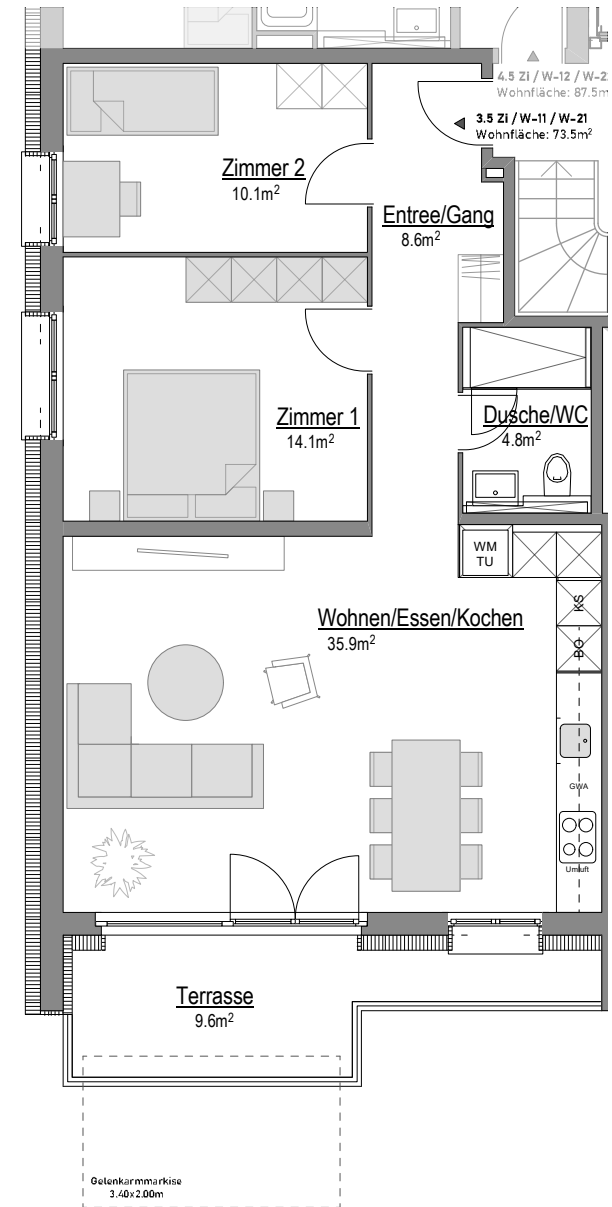 4.5 Zi / W-12 / W-2
Wohnfläche: 87.5m
3.5 Zi / W-11 / W-21
Wohnfläche: 73.5m²
Zimmer 2
10.1m²
Entree/Gang
8.6m²
Zimmer 1
14.1m²
Dusche/WC
4.8m²
WM
TU
KS
BO
Wohnen/Essen/Kochen
35.9m²
GWA
Umluft
Terrasse
9.6m²
Gelenkarmmarkise
3.40x2.00m